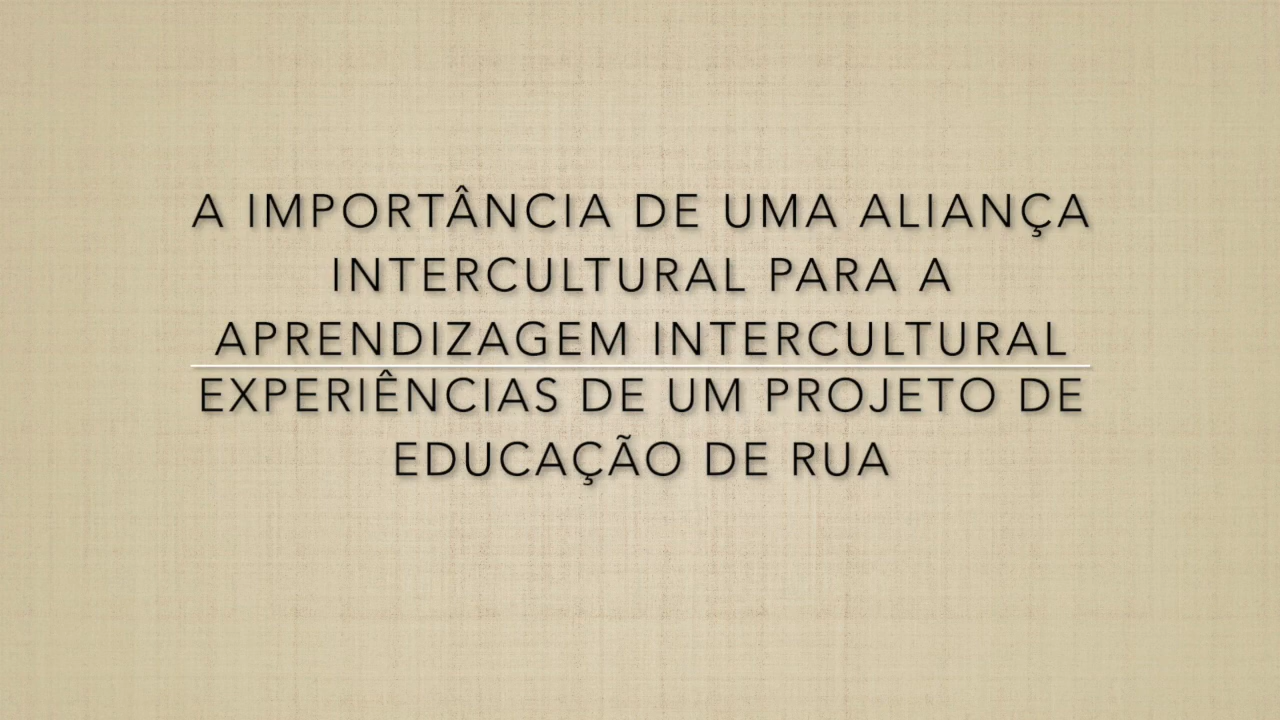 A IMPORTÂNCIA DE UMA ALIANÇA
INTERCULTURAL PARA A
APRENDIZAGEM INTERCULTURAL
EXPERIÊNCIAS DE UM PROJETO DE
EDUCAÇÃO DE RUA